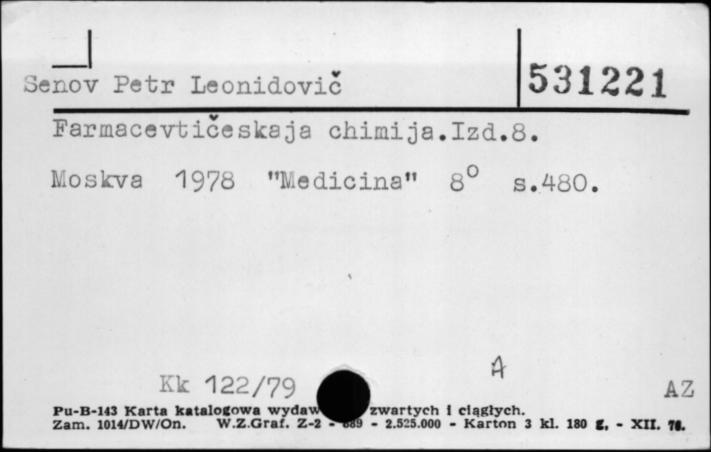 Senov Petr Leonidovič
531221
Farmacevtičeskaja chimija.Izd.8.
Moskva 1978 "Medicina" 8° s.480.
A
Kk 122/79
AZ
Pu-B-143 Karta katalogowa zwartych i ciągłych.
Zam. 1014/DW/On. W.Z.Graf. Z-2 - - 2.525.000 - Karton 3 kl. 180 g. - XII. 78.